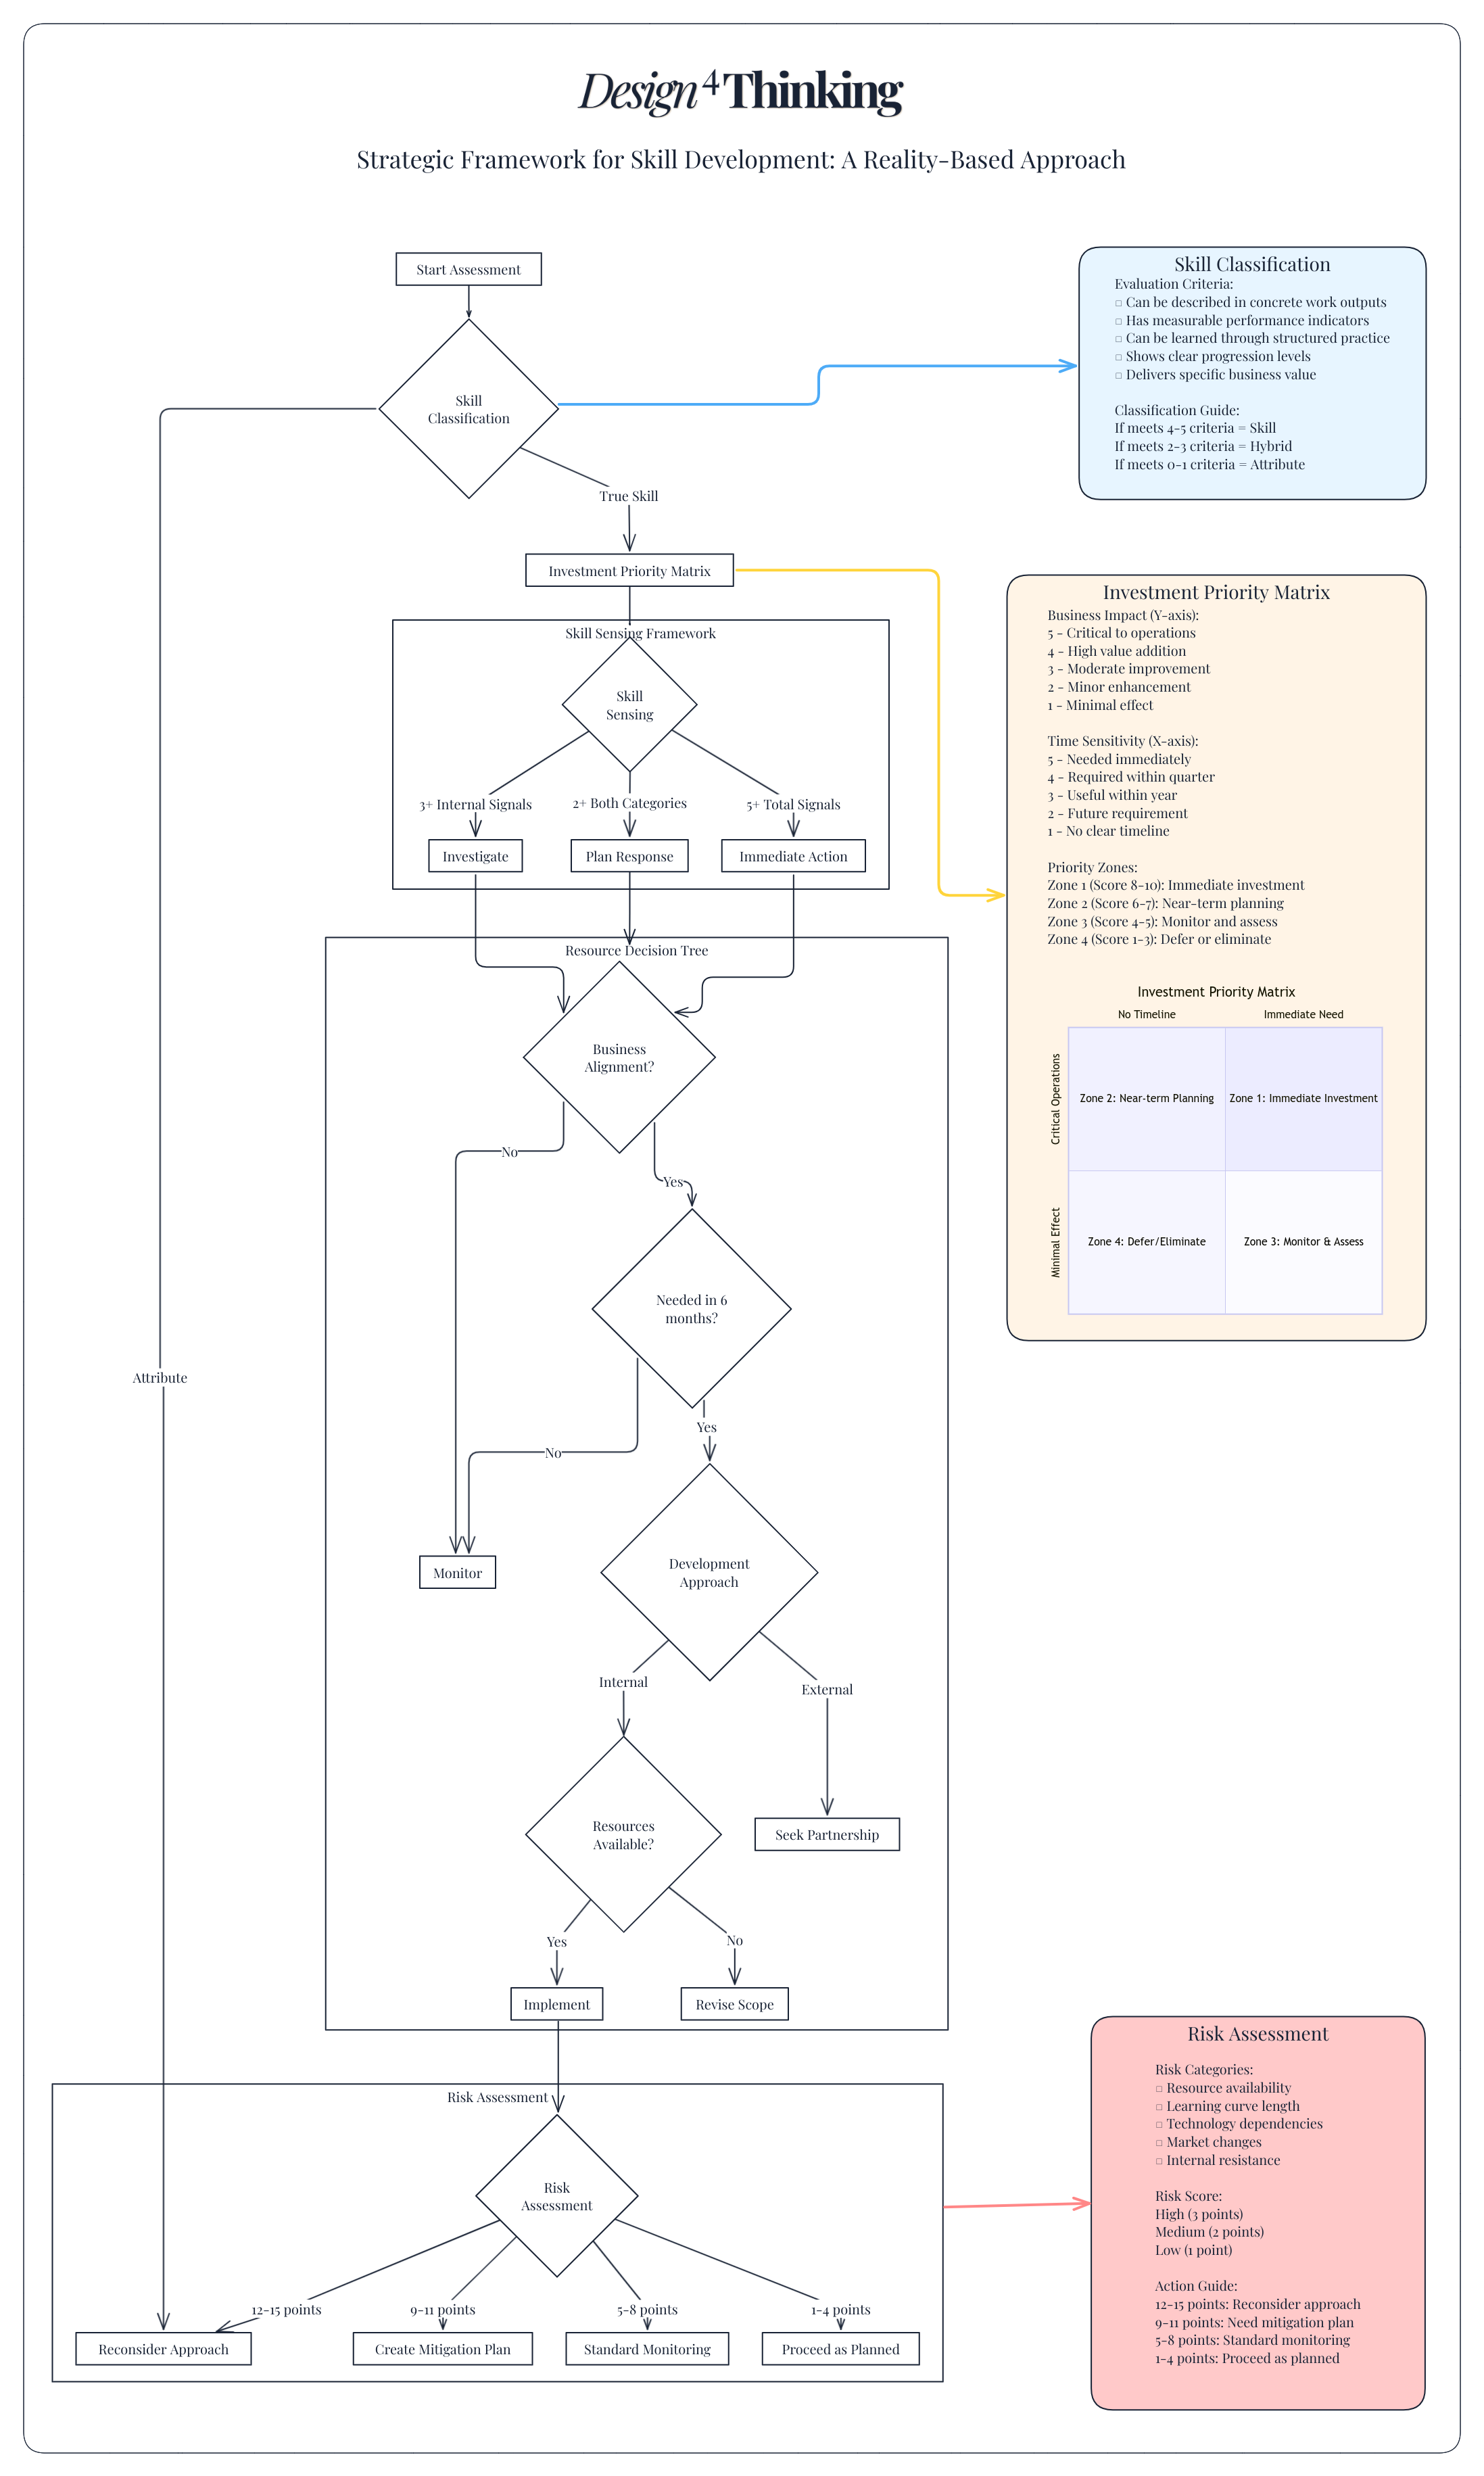 Design⁴Thinking
Strategic Framework for Skill Development: A Reality-Based Approach
Start Assessment
Skill
Classification
True Skill
Investment Priority Matrix
Skill Sensing Framework
Skill
Sensing
3+ Internal Signals
2+ Both Categories
5+ Total Signals
Investigate
Plan Response
Immediate Action
Resource Decision Tree
Business
Alignment?
No
Yes
Needed in 6
months?
Attribute
Yes
No
Development
Approach
Monitor
Internal
External
Resources
Available?
Seek Partnership
Yes
No
Implement
Revise Scope
Risk Assessment
Risk
Assessment
12-15 points
9-11 points
5-8 points
1-4 points
Reconsider Approach
Create Mitigation Plan
Standard Monitoring
Proceed as Planned
Skill Classification
Evaluation Criteria:
□ Can be described in concrete work outputs
□ Has measurable performance indicators
□ Can be learned through structured practice
□ Shows clear progression levels
□ Delivers specific business value
Classification Guide:
If meets 4-5 criteria = Skill
If meets 2-3 criteria = Hybrid
If meets 0-1 criteria = Attribute
Investment Priority Matrix
Business Impact (Y-axis):
5 - Critical to operations
4 - High value addition
3 - Moderate improvement
2 - Minor enhancement
1 - Minimal effect
Time Sensitivity (X-axis):
5 - Needed immediately
4 - Required within quarter
3 - Useful within year
2 - Future requirement
1 - No clear timeline
Priority Zones:
Zone 1 (Score 8-10): Immediate investment
Zone 2 (Score 6-7): Near-term planning
Zone 3 (Score 4-5): Monitor and assess
Zone 4 (Score 1-3): Defer or eliminate
Investment Priority Matrix
No Timeline
Immediate Need
Critical Operations
Zone 2: Near-term Planning
Zone 1: Immediate Investment
Minimal Effect
Zone 4: Defer/Eliminate
Zone 3: Monitor & Assess
Risk Assessment
Risk Categories:
□ Resource availability
□ Learning curve length
□ Technology dependencies
□ Market changes
□ Internal resistance
Risk Score:
High (3 points)
Medium (2 points)
Low (1 point)
Action Guide:
12-15 points: Reconsider approach
9-11 points: Need mitigation plan
5-8 points: Standard monitoring
1-4 points: Proceed as planned